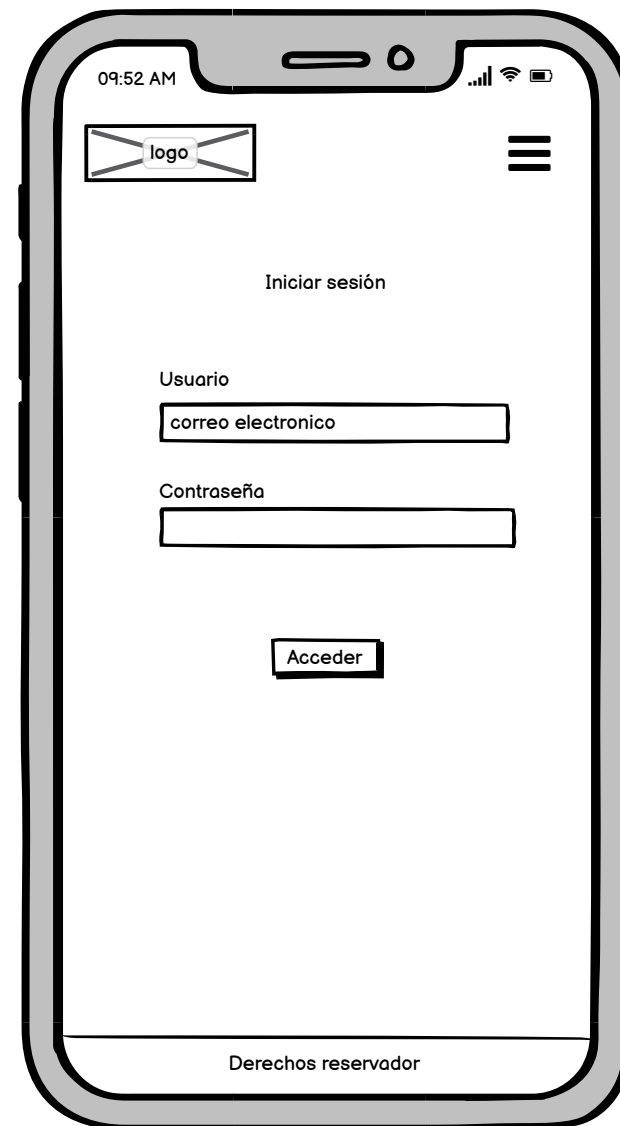 09:52 AM
logo
Iniciar sesión
Usuario
correo electronico
Contraseña
Acceder
Derechos reservador